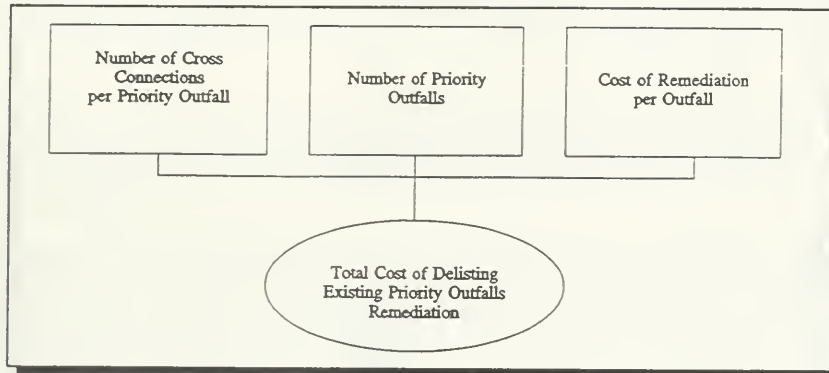 Number of Cross
Connections
per Priority Outfall
Number of Priority
Outfalls
Cost of Remediation
per Outfall
Total Cost of Delisting
Existing Priority Outfalls
Remediation